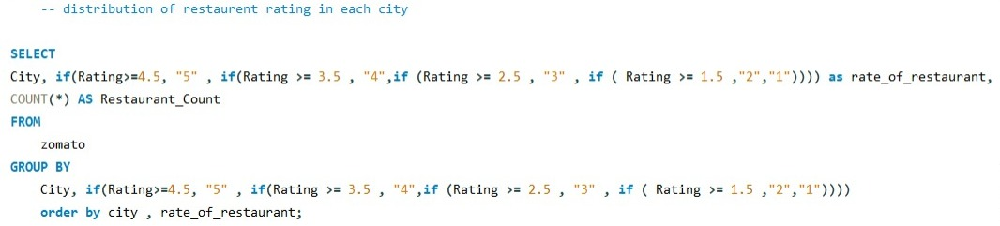 -- distribution of restaurent rating in each city
SELECT
City, if(Rating>=4.5, "5" , if(Rating >= 3.5 , "4",if (Rating >= 2.5 , "3" , if ( Rating >= 1.5 ,"2","1")))) as rate_of_restaurant,
COUNT(*) AS Restaurant_Count
FROM
zomato
GROUP BY
City, if(Rating>=4.5, "5" , if(Rating >= 3.5 , "4",if (Rating >= 2.5 , "3" , if ( Rating >= 1.5 ,"2","1"))))
order by city , rate_of_restaurant;